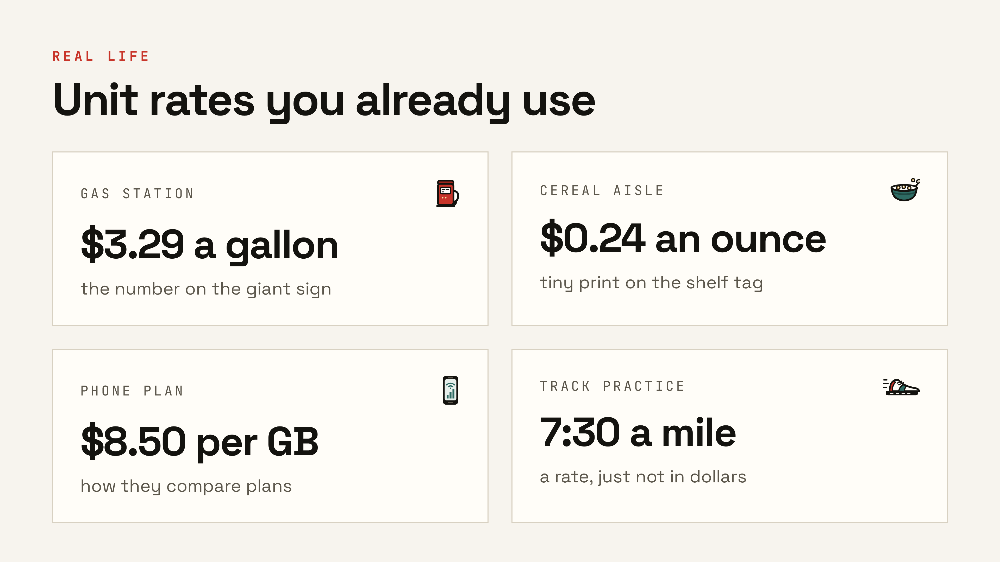 REAL LIFE
Unit rates you already use
GAS STATION
$3.29 a gallon
the number on the giant sign
CEREAL AISLE
$0.24 an ounce
tiny print on the shelf tag
PHONE PLAN
$8.50 per GB
how they compare plans
TRACK PRACTICE
7:30 a mile
a rate, just not in dollars